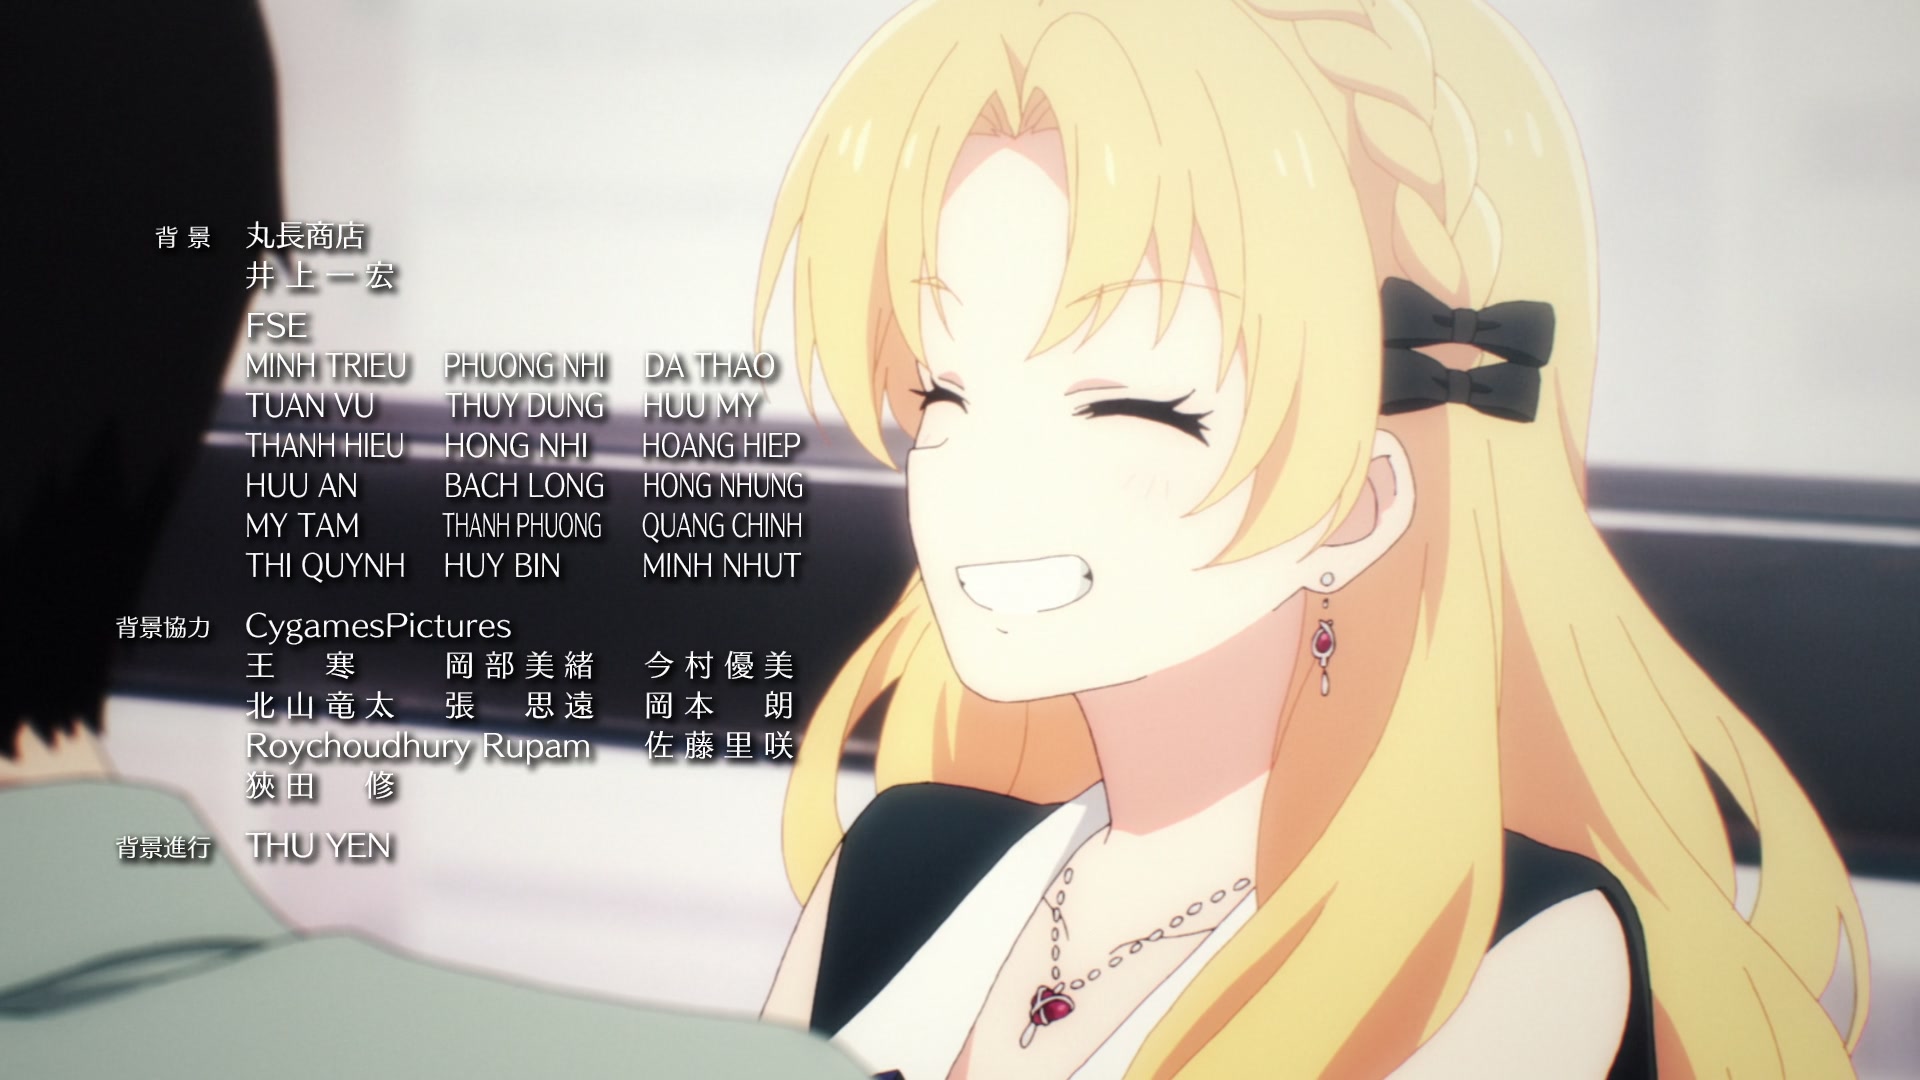 背景 丸長商店
井上一宏
FSE
MINH TRIEU PHUONG NHI DA THAO
TUAN VU THUY DUNG HUU MY
THANH HIEU HONG NHI HOANG HIEP
HUU AN BACH LONG HONG NHUNG
MY TAM THANH PHUONG QUANG CHINH
THI QUYNH HUY BIN MINH NHUT
背景協力 CygamesPictures
王 寒 岡部美緒 今村優美
北山竜太 張 思遠 岡本 朗
Roychoudhury Rupam 佐藤里咲
狹田 修
背景進行 THU YEN